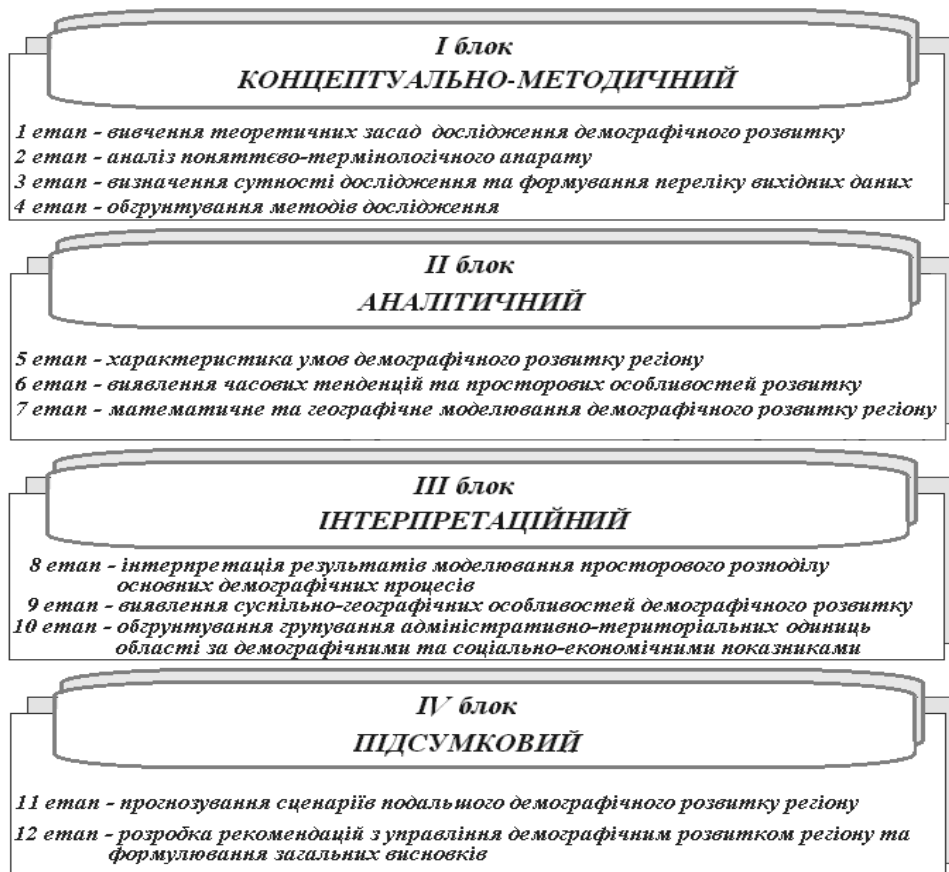 I блок
КОНЦЕПТУАЛЬНО-МЕТОДИЧНИЙ
1 етап - вивчення теоретичних засад дослідження демографічного розвитку
2 етап - аналіз поняттєво-термінологічного апарату
3 етап - визначення сутності дослідження та формування переліку вихідних даних
4 етап - обґрунтування методів дослідження
II блок
АНАЛІТИЧНИЙ
5 етап - характеристика умов демографічного розвитку регіону
6 етап - виявлення часових тенденцій та просторових особливостей розвитку
7 етап - математичне та географічне моделювання демографічного розвитку регіону
III блок
ІНТЕРПРЕТАЦІЙНИЙ
8 етап - інтерпретація результатів моделювання просторового розподілу
основних демографічних процесів
9 етап - виявлення суспільно-географічних особливостей демографічного розвитку
10 етап - обґрунтування групування адміністративно-територіальних одиниць
області за демографічними та соціально-економічними показниками
IV блок
ПІДСУМКОВИЙ
11 етап - прогнозування сценаріїв подальшого демографічного розвитку регіону
12 етап - розробка рекомендацій з управління демографічним розвитком регіону та
формулювання загальних висновків